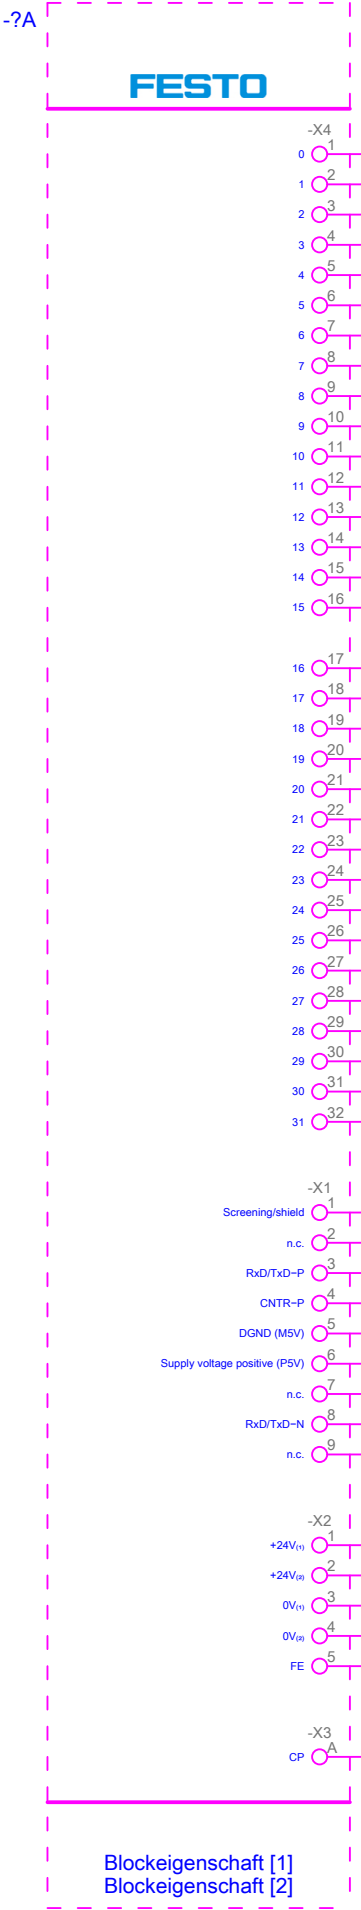 -?A
FESTO
-X4
0 1
1 2
2 3
3 4
4 5
5 6
6 7
7 8
8 9
9 10
10 11
11 12
12 13
13 14
14 15
15 16
16 17
17 18
18 19
19 20
20 21
21 22
22 23
23 24
24 25
25 26
26 27
27 28
28 29
29 30
30 31
31 32
-X1
Screening/shield 1
n.c. 2
RxD/TxD−P 3
CNTR−P 4
DGND (M5V) 5
Supply voltage positive (P5V) 6
n.c. 7
RxD/TxD−N 8
n.c. 9
-X2
+24V₍₁₎ 1
+24V₍₂₎ 2
0V₍₁₎ 3
0V₍₂₎ 4
FE 5
-X3
CP A
Blockeigenschaft [1]
Blockeigenschaft [2]